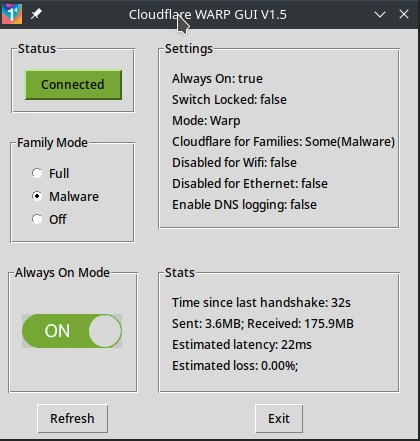 Cloudflare WARP GUI V1.5
Status
Connected
Family Mode
Full
Malware
Off
Always On Mode
ON
Settings
Always On: true
Switch Locked: false
Mode: Warp
Cloudflare for Families: Some(Malware)
Disabled for Wifi: false
Disabled for Ethernet: false
Enable DNS logging: false
Stats
Time since last handshake: 32s
Sent: 3.6MB; Received: 175.9MB
Estimated latency: 22ms
Estimated loss: 0.00%;
Refresh
Exit